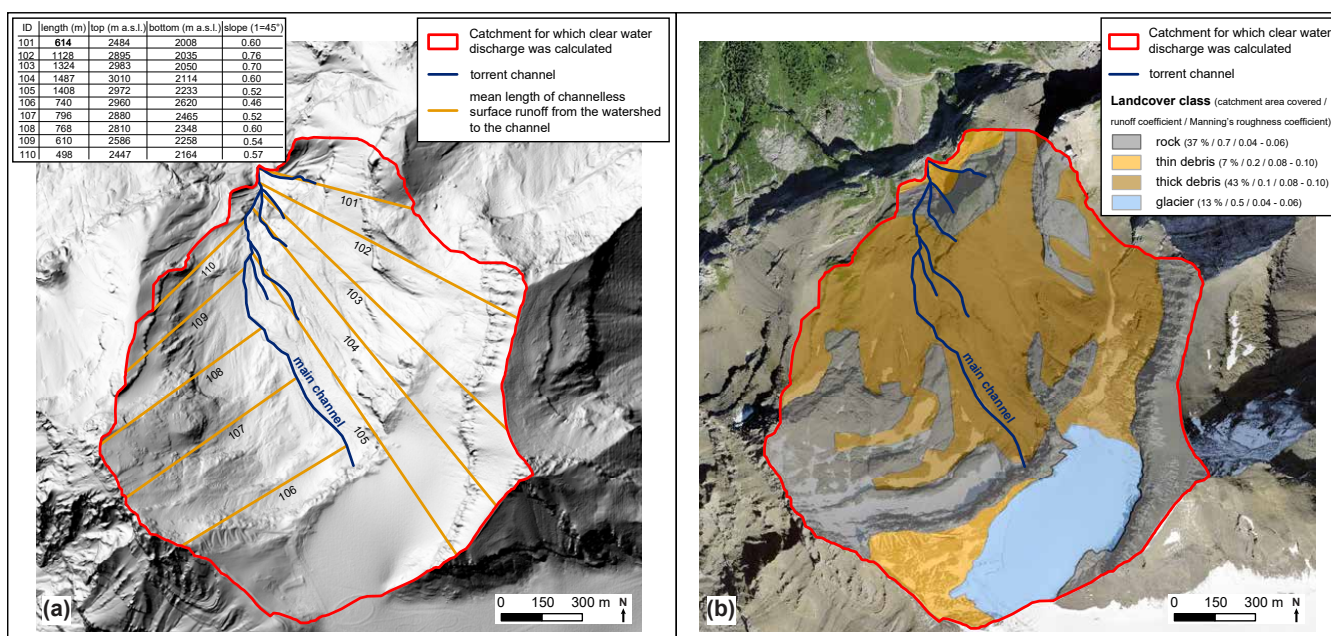 ID length (m) top (m a.s.l.) bottom (m a.s.l.) slope (1=45°)
101 614 2484 2008 0.60
102 1128 2895 2035 0.76
103 1324 2983 2050 0.70
104 1487 3010 2114 0.60
105 1408 2972 2233 0.52
106 740 2960 2620 0.46
107 796 2880 2465 0.52
108 768 2810 2348 0.60
109 610 2586 2258 0.54
110 498 2447 2164 0.57
Catchment for which clear water
discharge was calculated
torrent channel
mean length of channelless
surface runoff from the watershed
to the channel
101
102
103
104
105
106
107
108
109
110
main channel
(a)
0 150 300 m N
Catchment for which clear water
discharge was calculated
torrent channel
Landcover class (catchment area covered /
runoff coefficient / Manning's roughness coefficient)
rock (37 % / 0.7 / 0.04 - 0.06)
thin debris (7 % / 0.2 / 0.08 - 0.10)
thick debris (43 % / 0.1 / 0.08 - 0.10)
glacier (13 % / 0.5 / 0.04 - 0.06)
main channel
(b)
0 150 300 m N